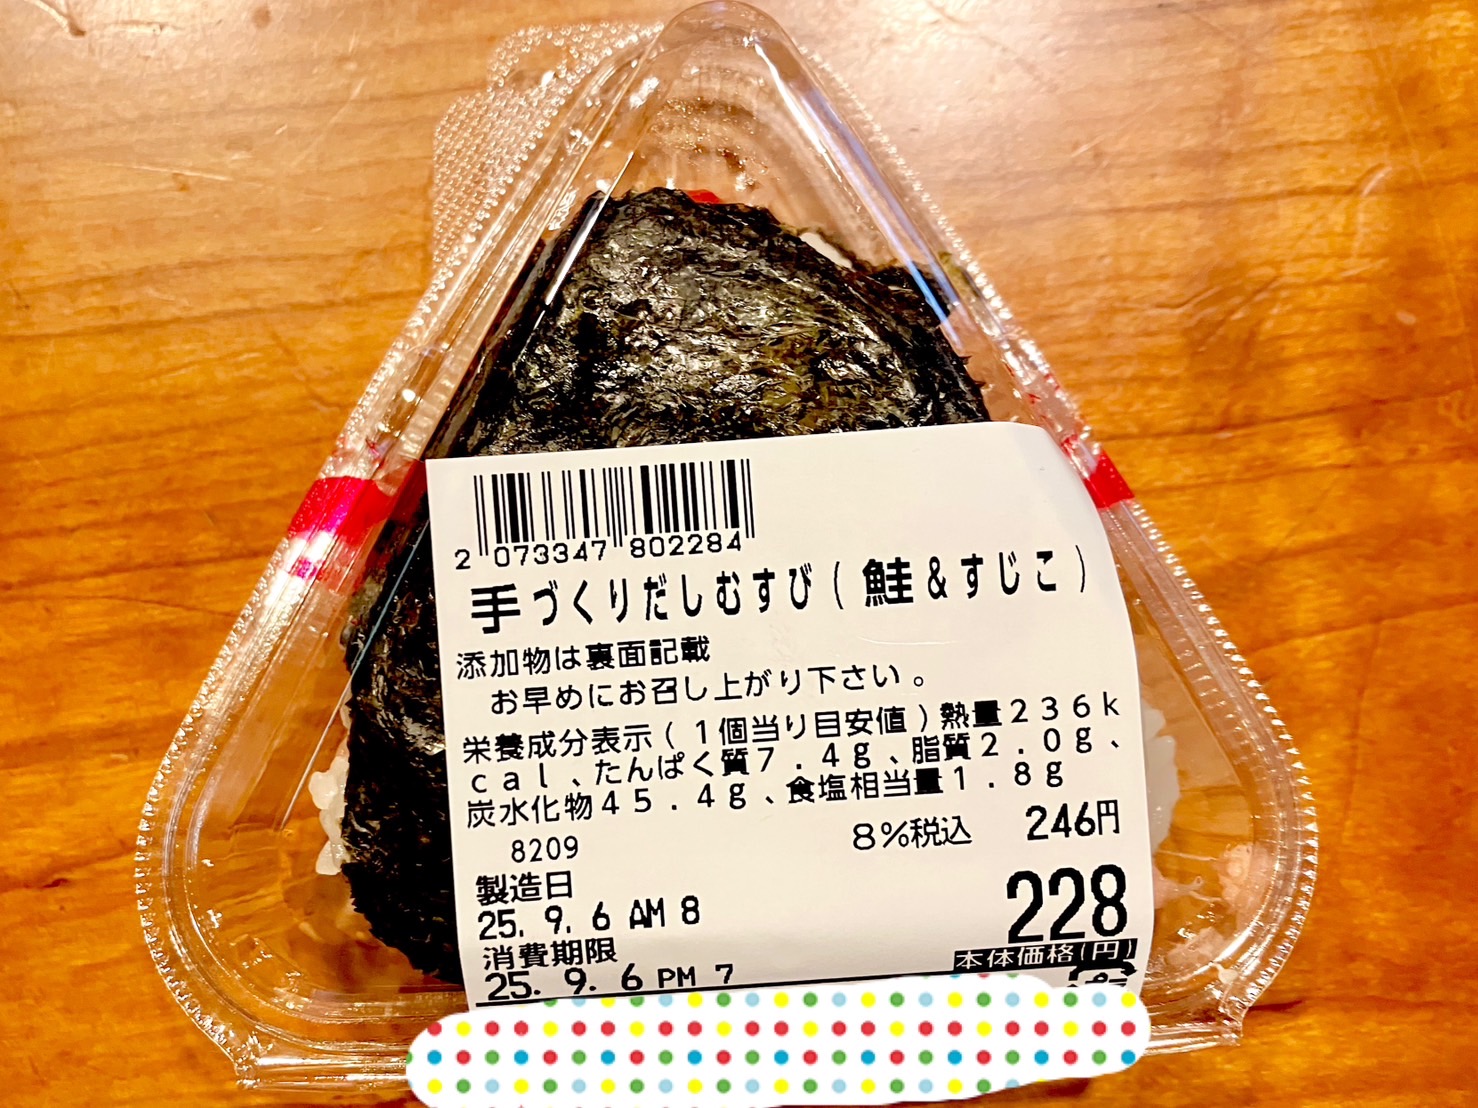 2 073347 802284
手づくりだしむすび(鮭&すじこ)
添加物は裏面記載
お早めにお召し上がり下さい。
栄養成分表示(1個当り目安値)熱量236k
cal、たんぱく質7.4g、脂質2.0g、
炭水化物45.4g、食塩相当量1.8g
8209 8%税込 246円
製造日
25. 9. 6 AM 8
228
消費期限
本体価格(円)
25. 9. 6 PM 7